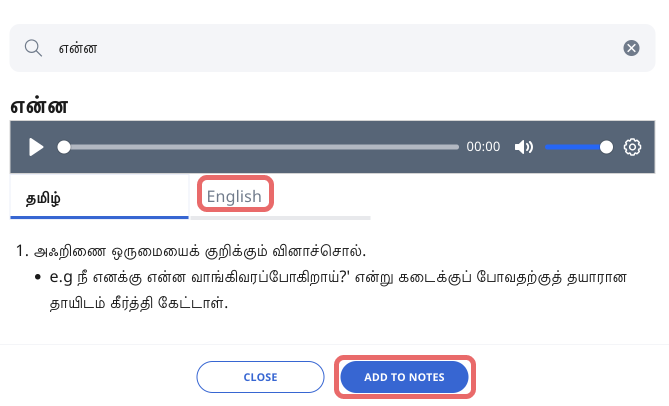 என்ன
என்ன
00:00
தமிழ்
English
1. அஃறிணை ஒருமையைக் குறிக்கும் வினாச்சொல்.
• e.g நீ எனக்கு என்ன வாங்கிவரப்போகிறாய்?' என்று கடைக்குப் போவதற்குத் தயாரான
தாயிடம் கீர்த்தி கேட்டாள்.
CLOSE
ADD TO NOTES